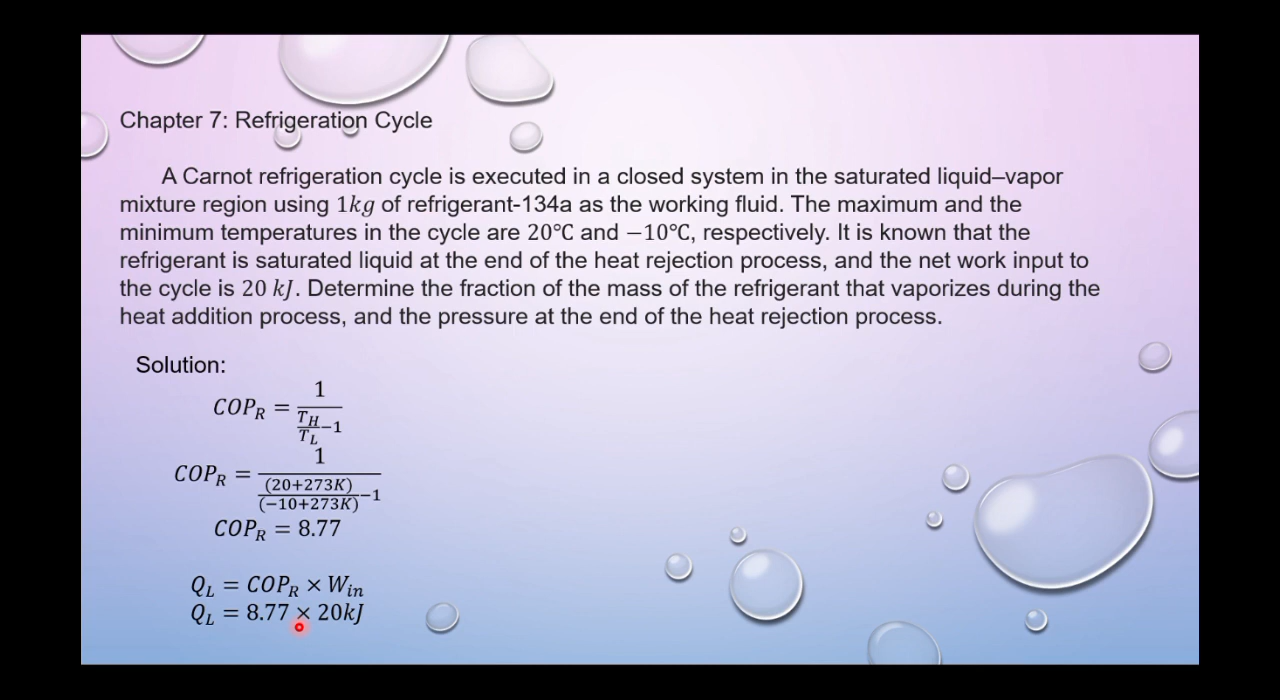 Chapter 7: Refrigeration Cycle
A Carnot refrigeration cycle is executed in a closed system in the saturated liquid–vapor
mixture region using 1kg of refrigerant-134a as the working fluid. The maximum and the
minimum temperatures in the cycle are 20℃ and −10℃, respectively. It is known that the
refrigerant is saturated liquid at the end of the heat rejection process, and the net work input to
the cycle is 20 kJ. Determine the fraction of the mass of the refrigerant that vaporizes during the
heat addition process, and the pressure at the end of the heat rejection process.
Solution:
COP_R = 1 / (T_H/T_L −1)
COP_R = 1 / ((20+273K)/(−10+273K) −1)
COP_R = 8.77
Q_L = COP_R × W_in
Q_L = 8.77 × 20kJ